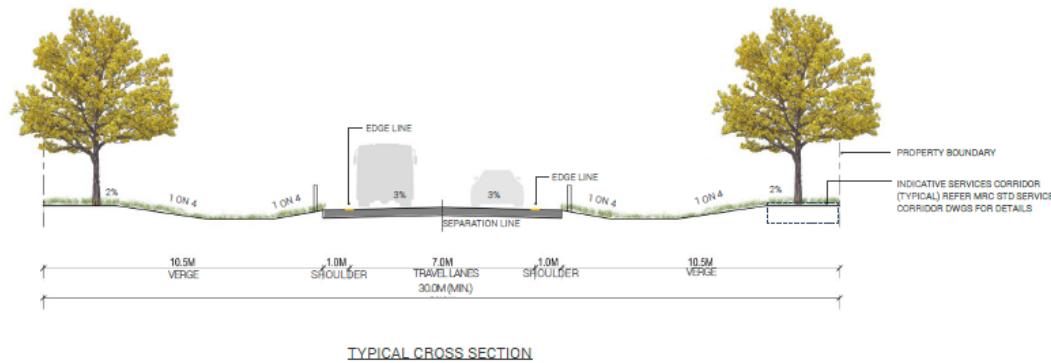 EDGE LINE
EDGE LINE
PROPERTY BOUNDARY
INDICATIVE SERVICES CORRIDOR
(TYPICAL) REFER MRC STD SERVICE
CORRIDOR DWGS FOR DETAILS
2%
1 ON 4
1 ON 4
3%
3%
1 ON 4
1 ON 4
2%
SEPARATION LINE
10.5M
VERGE
1.0M
SHOULDER
7.0M
TRAVEL LANES
1.0M
SHOULDER
10.5M
VERGE
30.0M (MIN.)
TYPICAL CROSS SECTION